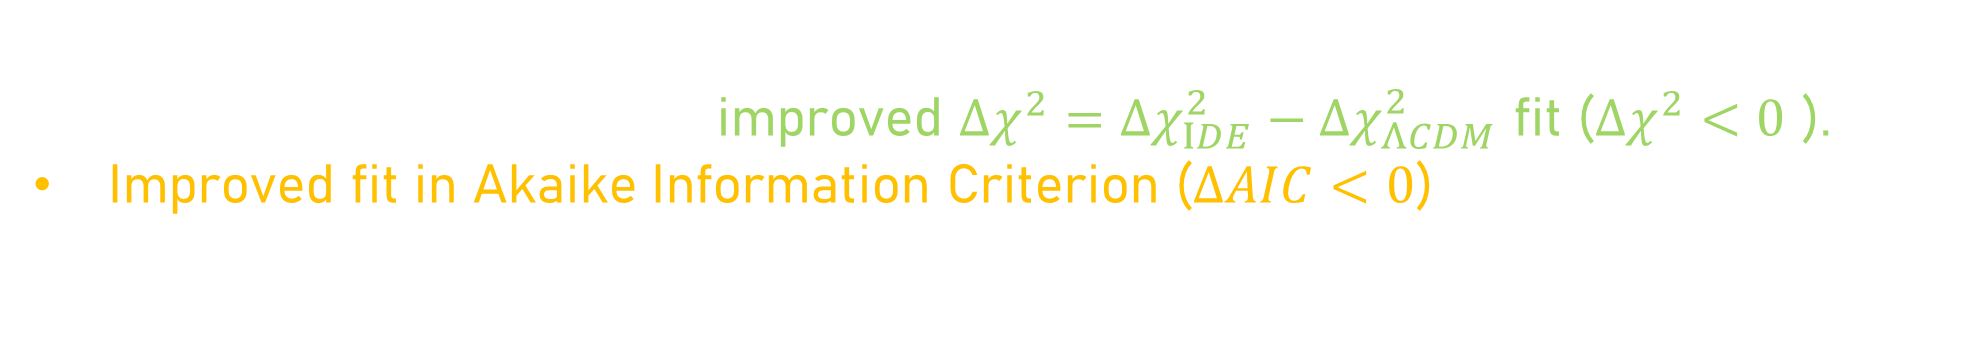 improved Δχ² = Δχ²_IDE − Δχ²_ΛCDM fit (Δχ² < 0 ).
• Improved fit in Akaike Information Criterion (ΔAIC < 0)